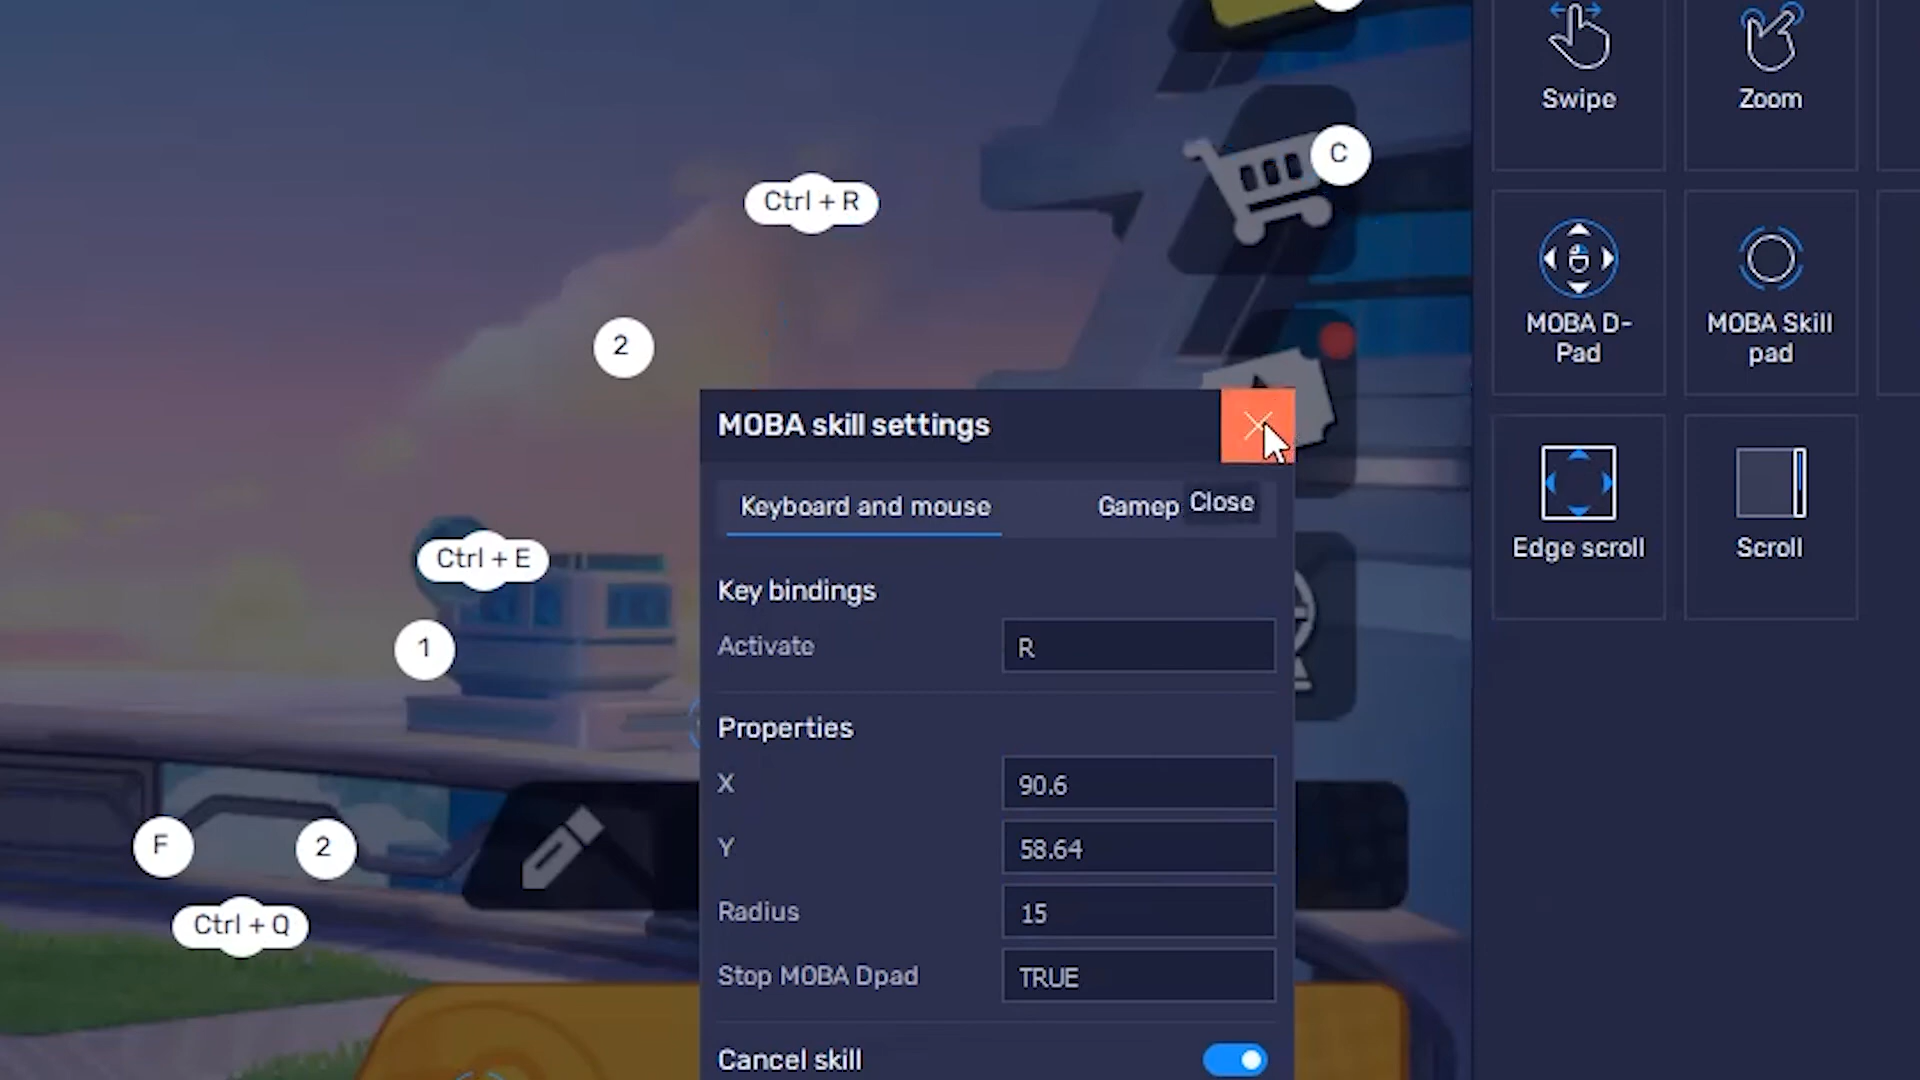 Swipe
Zoom
C
Ctrl + R
MOBA D-
Pad
MOBA Skill
pad
2
MOBA skill settings
Keyboard and mouse
Gamep
Close
Edge scroll
Scroll
Ctrl + E
1
Key bindings
Activate
R
Properties
X
90.6
Y
58.64
F
2
Ctrl + Q
Radius
15
Stop MOBA Dpad
TRUE
Cancel skill